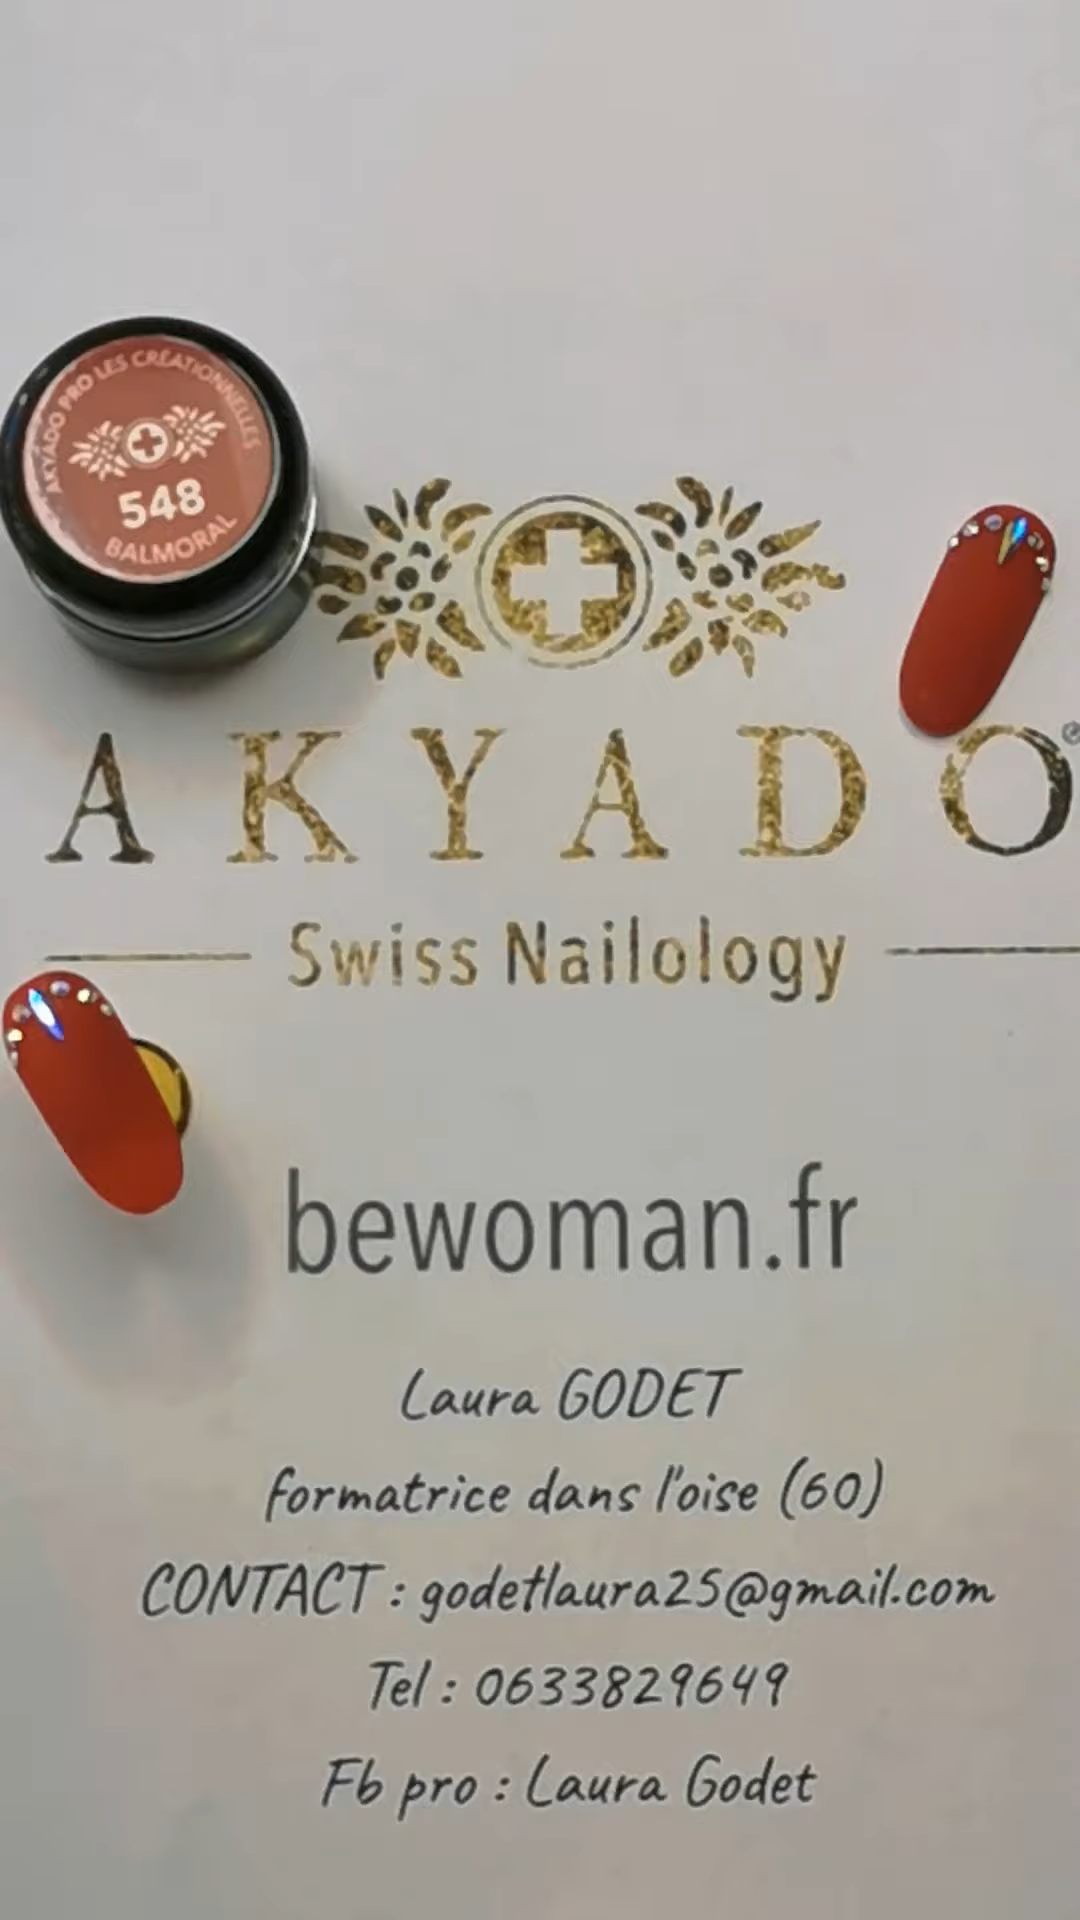 AKYADO PRO LES CRÉATIONNELLES
548
BALMORAL
AKYADO®
Swiss Nailology
bewoman.fr
Laura GODET
formatrice dans l'oise (60)
CONTACT : godetlaura25@gmail.com
Tel : 0633829649
Fb pro : Laura Godet